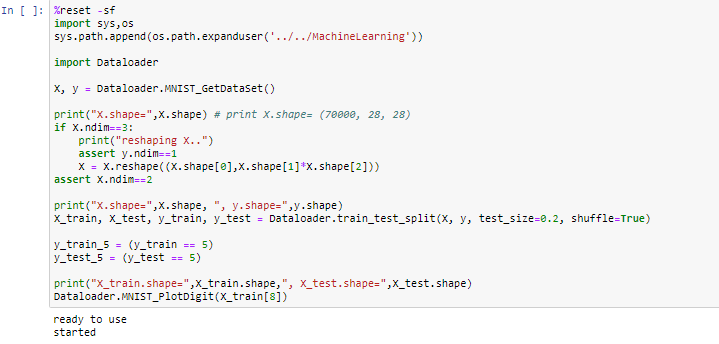 In [ ]: %reset -sf
import sys,os
sys.path.append(os.path.expanduser('../../MachineLearning'))
import Dataloader
X, y = Dataloader.MNIST_GetDataSet()
print("X.shape=",X.shape) # print X.shape= (70000, 28, 28)
if X.ndim==3:
    print("reshaping X..")
    assert y.ndim==1
    X = X.reshape((X.shape[0],X.shape[1]*X.shape[2]))
assert X.ndim==2
print("X.shape=",X.shape, ", y.shape=",y.shape)
X_train, X_test, y_train, y_test = Dataloader.train_test_split(X, y, test_size=0.2, shuffle=True)
y_train_5 = (y_train == 5)
y_test_5 = (y_test == 5)
print("X_train.shape=",X_train.shape,", X_test.shape=",X_test.shape)
Dataloader.MNIST_PlotDigit(X_train[8])
ready to use
started